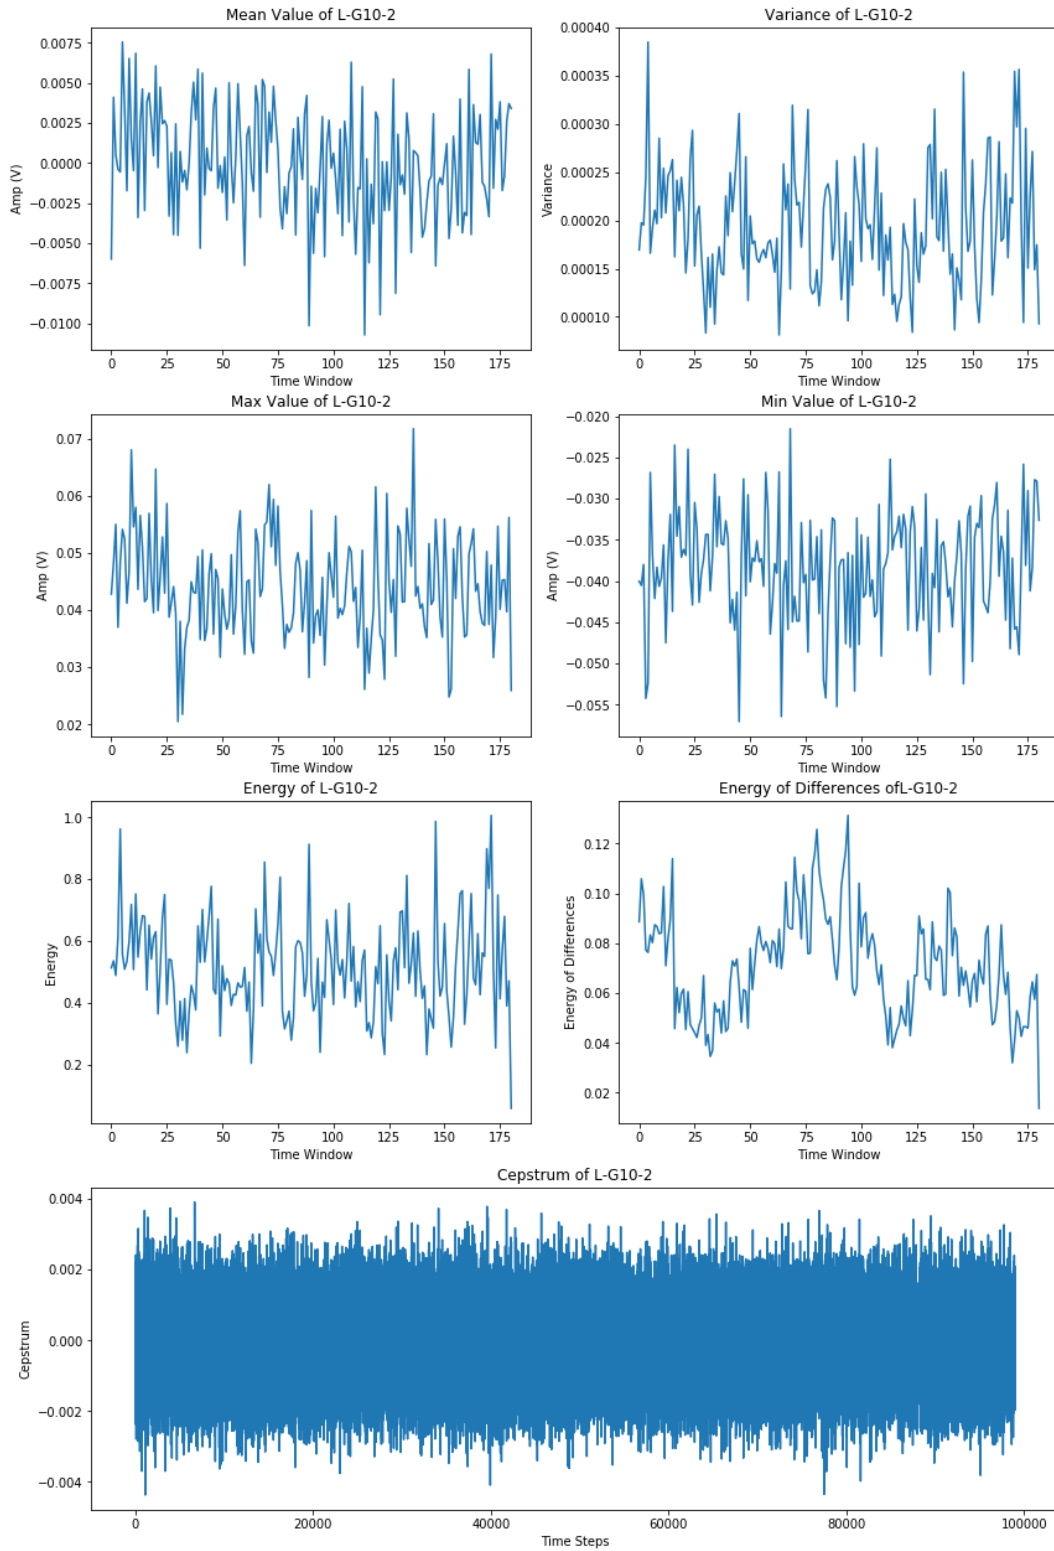 Mean Value of L-G10-2
Amp (V)
0.0075
0.0050
0.0025
0.0000
−0.0025
−0.0050
−0.0075
−0.0100
0 25 50 75 100 125 150 175
Time Window
Variance of L-G10-2
Variance
0.00040
0.00035
0.00030
0.00025
0.00020
0.00015
0.00010
0 25 50 75 100 125 150 175
Time Window
Max Value of L-G10-2
Amp (V)
0.07
0.06
0.05
0.04
0.03
0.02
0 25 50 75 100 125 150 175
Time Window
Min Value of L-G10-2
Amp (V)
−0.020
−0.025
−0.030
−0.035
−0.040
−0.045
−0.050
−0.055
0 25 50 75 100 125 150 175
Time Window
Energy of L-G10-2
Energy
1.0
0.8
0.6
0.4
0.2
0 25 50 75 100 125 150 175
Time Window
Energy of Differences ofL-G10-2
Energy of Differences
0.12
0.10
0.08
0.06
0.04
0.02
0 25 50 75 100 125 150 175
Time Window
Cepstrum of L-G10-2
Cepstrum
0.004
0.002
0.000
−0.002
−0.004
0 20000 40000 60000 80000 100000
Time Steps